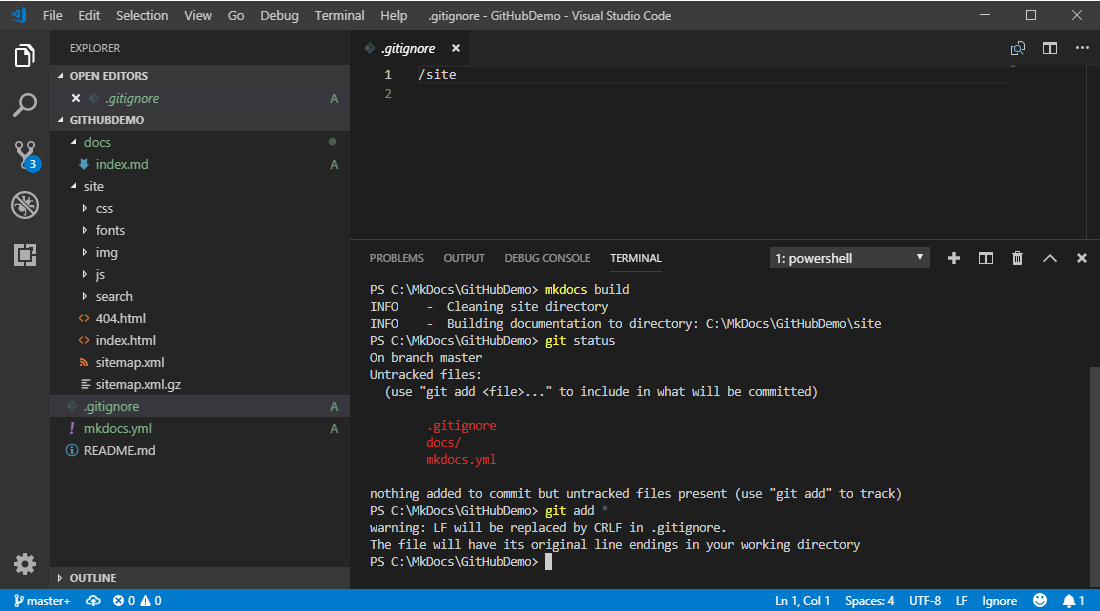 File Edit Selection View Go Debug Terminal Help .gitignore - GitHubDemo - Visual Studio Code
EXPLORER
OPEN EDITORS
.gitignore A
GITHUBDEMO
docs
index.md A
site
css
fonts
img
js
search
404.html
index.html
sitemap.xml
sitemap.xml.gz
.gitignore A
mkdocs.yml A
README.md
OUTLINE
3
.gitignore
1 /site
2
PROBLEMS OUTPUT DEBUG CONSOLE TERMINAL 1: powershell
PS C:\MkDocs\GitHubDemo> mkdocs build
INFO - Cleaning site directory
INFO - Building documentation to directory: C:\MkDocs\GitHubDemo\site
PS C:\MkDocs\GitHubDemo> git status
On branch master
Untracked files:
(use "git add <file>..." to include in what will be committed)
.gitignore
docs/
mkdocs.yml
nothing added to commit but untracked files present (use "git add" to track)
PS C:\MkDocs\GitHubDemo> git add *
warning: LF will be replaced by CRLF in .gitignore.
The file will have its original line endings in your working directory
PS C:\MkDocs\GitHubDemo>
master+ 0 0 Ln 1, Col 1 Spaces: 4 UTF-8 LF Ignore 1